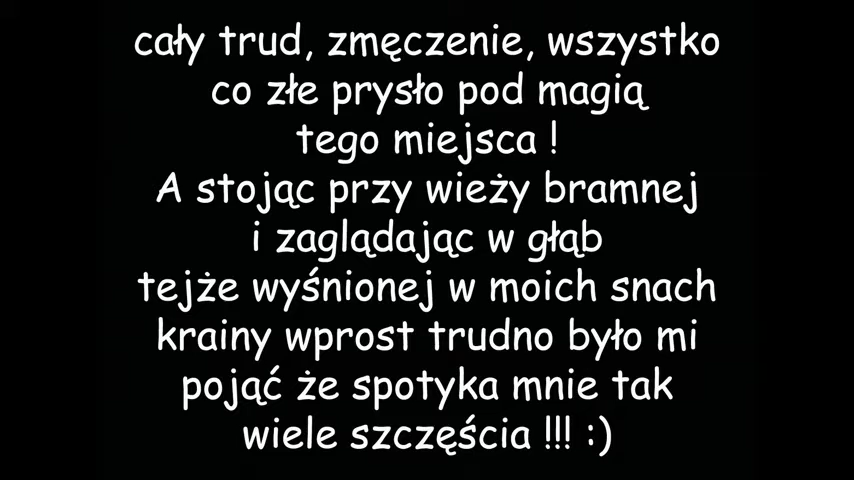 cały trud, zmęczenie, wszystko
co złe prysło pod magią
tego miejsca !
A stojąc przy wieży bramnej
i zaglądając w głąb
tejże wyśnionej w moich snach
krainy wprost trudno było mi
pojąć że spotyka mnie tak
wiele szczęścia !!! :)